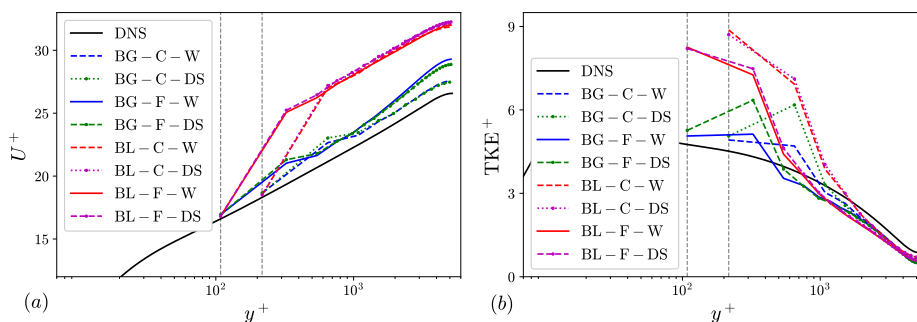 30
25
20
15
U+
DNS
BG − C − W
BG − C − DS
BG − F − W
BG − F − DS
BL − C − W
BL − C − DS
BL − F − W
BL − F − DS
10²
10³
y+
(a)
9
6
3
0
TKE+
DNS
BG − C − W
BG − C − DS
BG − F − W
BG − F − DS
BL − C − W
BL − C − DS
BL − F − W
BL − F − DS
10²
10³
y+
(b)